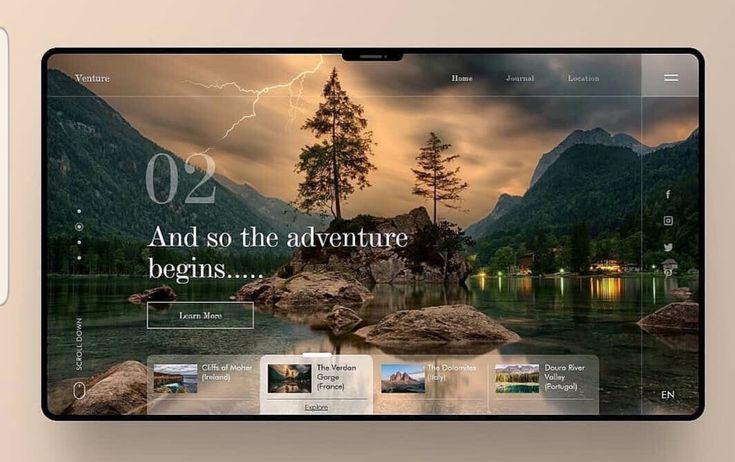 Venture
Home
Journal
Location
02
And so the adventure
begins.....
Learn More
SCROLL DOWN
Cliffs of Moher
(Ireland)
The Verdon
Gorge
(France)
Explore
The Dolomites
(Italy)
Douro River
Valley
(Portugal)
EN